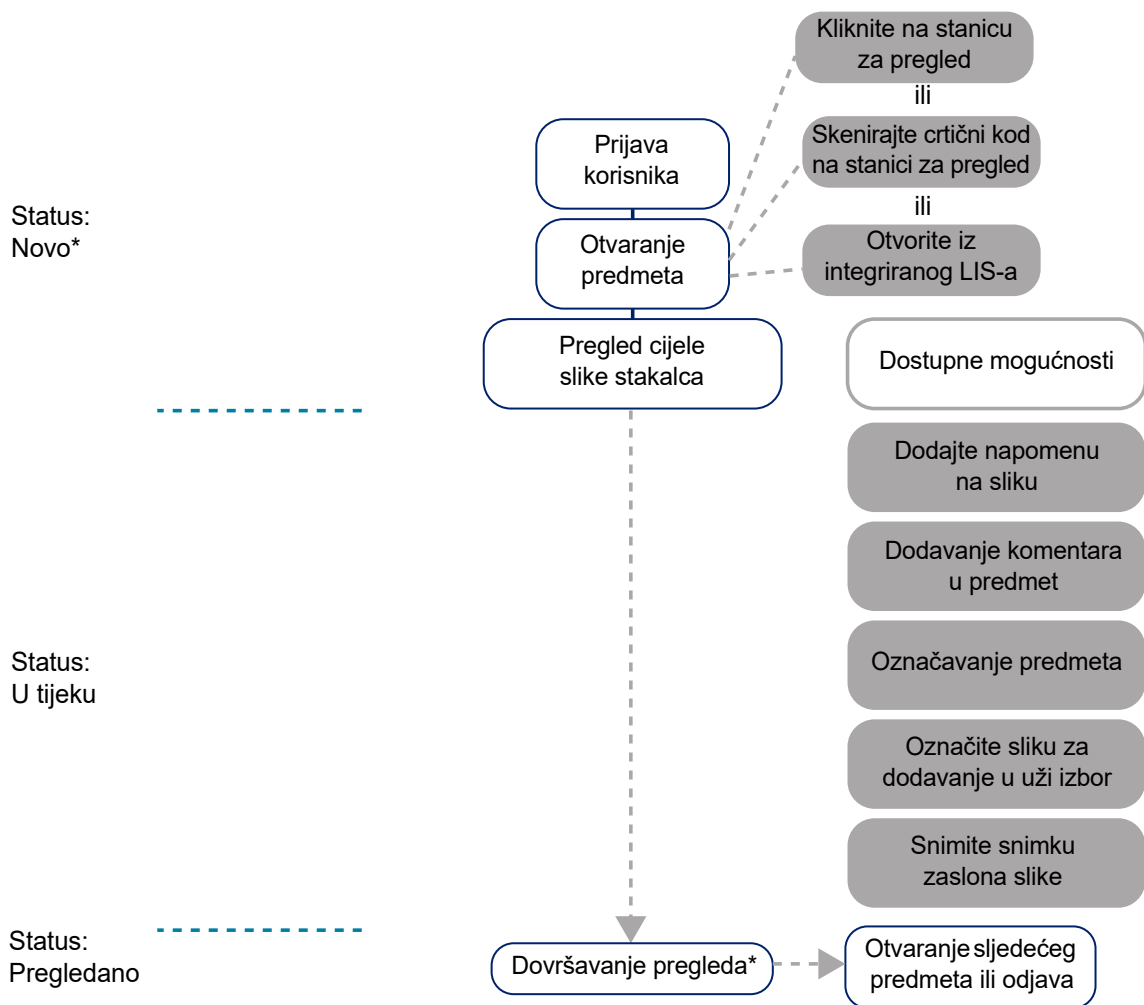 Kliknite na stanicu
za pregled
ili
Prijava
korisnika
Skenirajte crtični kod
na stanici za pregled
ili
Status:
Novo*
Otvaranje
predmeta
Otvorite iz
integriranog LIS-a
Pregled cijele
slike stakalca
Dostupne mogućnosti
Dodajte napomenu
na sliku
Dodavanje komentara
u predmet
Status:
U tijeku
Označavanje predmeta
Označite sliku za
dodavanje u uži izbor
Snimite snimku
zaslona slike
Status:
Pregledano
Dovršavanje pregleda*
Otvaranje sljedećeg
predmeta ili odjava